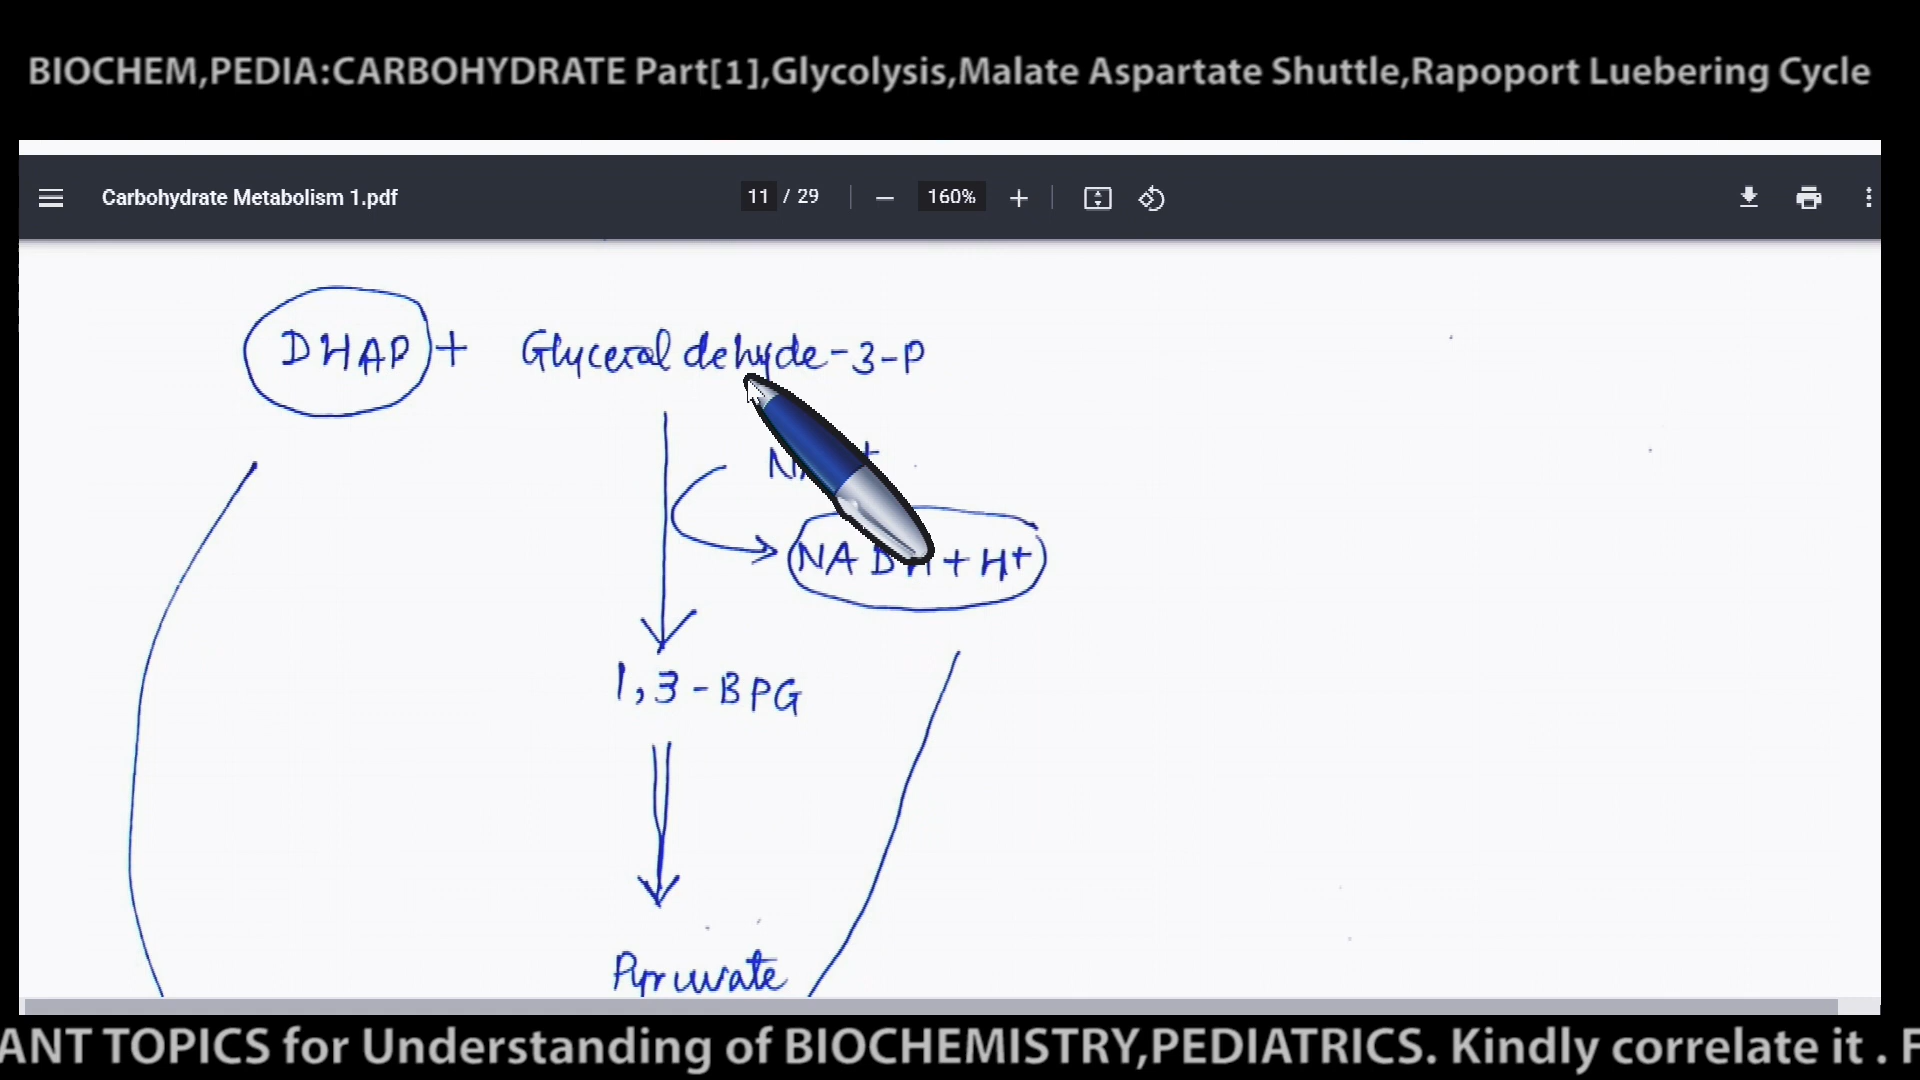 BIOCHEM,PEDIA:CARBOHYDRATE Part[1],Glycolysis,Malate Aspartate Shuttle,Rapoport Luebering Cycle
Carbohydrate Metabolism 1.pdf 11 / 29 160%
DHAP + Glyceraldehyde-3-P
NADH + H+
1,3-BPG
Pyruvate
ANT TOPICS for Understanding of BIOCHEMISTRY,PEDIATRICS. Kindly correlate it . F